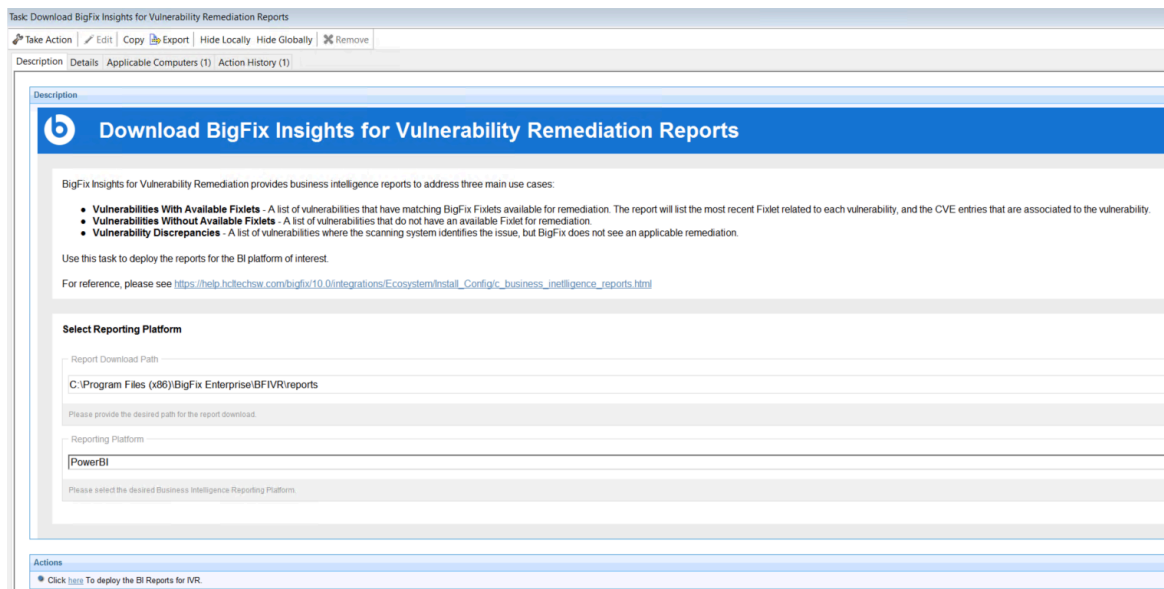 Task: Download BigFix Insights for Vulnerability Remediation Reports
Take Action Edit Copy Export Hide Locally Hide Globally Remove
Description Details Applicable Computers (1) Action History (1)
Description
b Download BigFix Insights for Vulnerability Remediation Reports
BigFix Insights for Vulnerability Remediation provides business intelligence reports to address three main use cases:
● Vulnerabilities With Available Fixlets - A list of vulnerabilities that have matching BigFix Fixlets available for remediation. The report will list the most recent Fixlet related to each vulnerability, and the CVE entries that are associated to the vulnerability.
● Vulnerabilities Without Available Fixlets - A list of vulnerabilities that do not have an available Fixlet for remediation.
● Vulnerability Discrepancies - A list of vulnerabilities where the scanning system identifies the issue, but BigFix does not see an applicable remediation.
Use this task to deploy the reports for the BI platform of interest.
For reference, please see https://help.hcltechsw.com/bigfix/10.0/integrations/Ecosystem/Install_Config/c_business_inetlligence_reports.html
Select Reporting Platform
Report Download Path
C:\Program Files (x86)\BigFix Enterprise\BFIVR\reports
Please provide the desired path for the report download.
Reporting Platform
PowerBI
Please select the desired Business Intelligence Reporting Platform.
Actions
Click here To deploy the BI Reports for IVR.